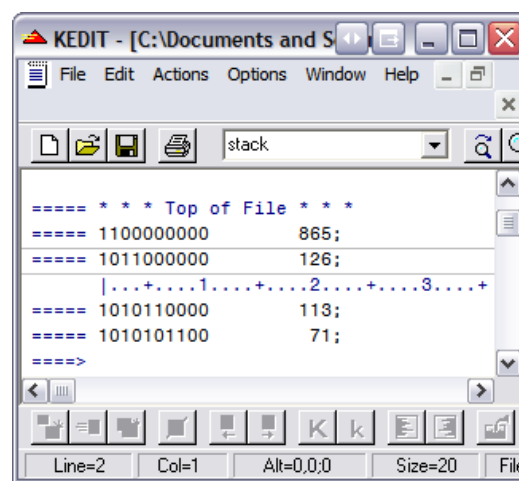 KEDIT - [C:\Documents and S
File Edit Actions Options Window Help
stack
===== * * * Top of File * * *
===== 1100000000 865;
===== 1011000000 126;
|...+....1....+....2....+....3....+
===== 1010110000 113;
===== 1010101100 71;
====>
K k
Line=2 Col=1 Alt=0,0;0 Size=20 File